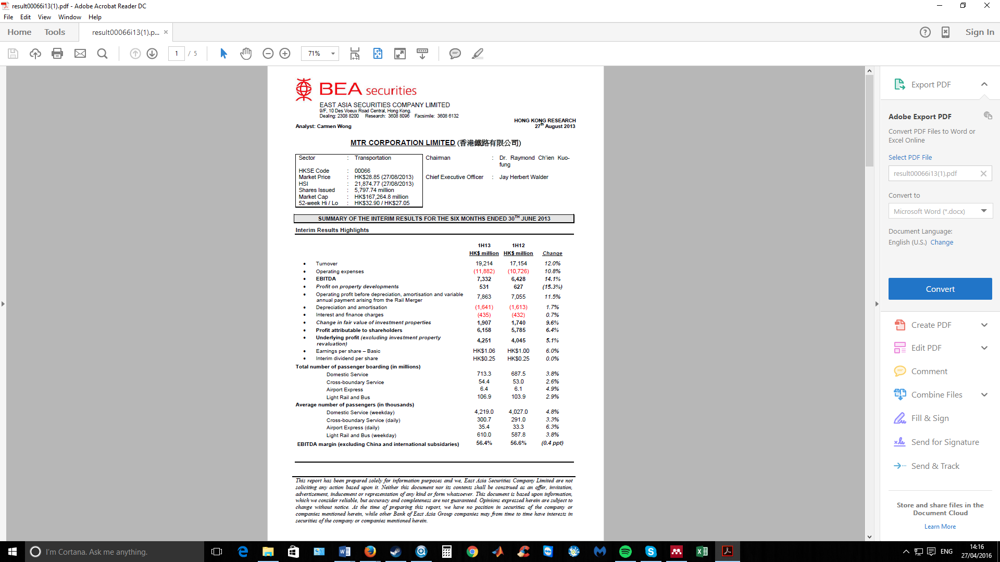 result00066i13(1).pdf - Adobe Acrobat Reader DC
File Edit View Window Help
Home Tools result00066i13(1).p... × Sign In
1 / 5 71%
BEA securities
EAST ASIA SECURITIES COMPANY LIMITED
9/F, 10 Des Voeux Road Central, Hong Kong.
Dealing: 2308 8200 Research: 3608 8096 Facsimile: 3608 6132
HONG KONG RESEARCH
Analyst: Carmen Wong 27th August 2013
MTR CORPORATION LIMITED (香港鐵路有限公司)
Sector : Transportation Chairman : Dr. Raymond Ch'ien Kuo-
fung
HKSE Code : 00066
Market Price : HK$28.85 (27/08/2013) Chief Executive Officer : Jay Herbert Walder
HSI : 21,874.77 (27/08/2013)
Shares Issued : 5,797.74 million
Market Cap : HK$167,264.8 million
52-week Hi / Lo : HK$32.90 / HK$27.05
SUMMARY OF THE INTERIM RESULTS FOR THE SIX MONTHS ENDED 30TH JUNE 2013
Interim Results Highlights
1H13 1H12
HK$ million HK$ million Change
• Turnover 19,214 17,154 12.0%
• Operating expenses (11,882) (10,726) 10.8%
• EBITDA 7,332 6,428 14.1%
• Profit on property developments 531 627 (15.3%)
• Operating profit before depreciation, amortisation and variable
annual payment arising from the Rail Merger 7,863 7,055 11.5%
• Depreciation and amortisation (1,641) (1,613) 1.7%
• Interest and finance charges (435) (432) 0.7%
• Change in fair value of investment properties 1,907 1,740 9.6%
• Profit attributable to shareholders 6,158 5,785 6.4%
• Underlying profit (excluding investment property
revaluation) 4,251 4,045 5.1%
• Earnings per share – Basic HK$1.06 HK$1.00 6.0%
• Interim dividend per share HK$0.25 HK$0.25 0.0%
Total number of passenger boarding (in millions)
Domestic Service 713.3 687.5 3.8%
Cross-boundary Service 54.4 53.0 2.6%
Airport Express 6.4 6.1 4.9%
Light Rail and Bus 106.9 103.9 2.9%
Average number of passengers (in thousands)
Domestic Service (weekday) 4,219.0 4,027.0 4.8%
Cross-boundary Service (daily) 300.7 291.0 3.3%
Airport Express (daily) 35.4 33.3 6.3%
Light Rail and Bus (weekday) 610.0 587.8 3.8%
EBITDA margin (excluding China and international subsidaries) 56.4% 56.6% (0.4 ppt)
This report has been prepared solely for information purposes and we, East Asia Securities Company Limited are not
soliciting any action based upon it. Neither this document nor its contents shall be construed as an offer, invitation,
advertisement, inducement or representation of any kind or form whatsoever. This document is based upon information,
which we consider reliable, but accuracy and completeness are not guaranteed. Opinions expressed herein are subject to
change without notice. At the time of preparing this report, we have no position in securities of the company or
companies mentioned herein, while other Bank of East Asia Group companies may from time to time have interests in
securities of the company or companies mentioned herein.
Export PDF
Adobe Export PDF
Convert PDF Files to Word or
Excel Online
Select PDF File
result00066i13(1).pdf
Convert to
Microsoft Word (*.docx)
Document Language:
English (U.S.) Change
Convert
Create PDF
Edit PDF
Comment
Combine Files
Fill & Sign
Send for Signature
Send & Track
Store and share files in the
Document Cloud
Learn More
I'm Cortana. Ask me anything.
ENG
14:16
27/04/2016